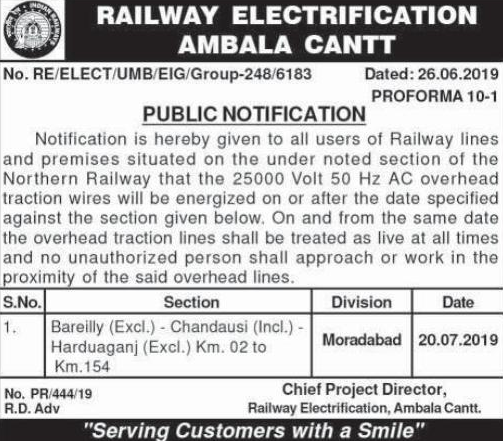 RAILWAY ELECTRIFICATION
AMBALA CANTT
No. RE/ELECT/UMB/EIG/Group-248/6183 Dated: 26.06.2019
PROFORMA 10-1
PUBLIC NOTIFICATION
Notification is hereby given to all users of Railway lines
and premises situated on the under noted section of the
Northern Railway that the 25000 Volt 50 Hz AC overhead
traction wires will be energized on or after the date specified
against the section given below. On and from the same date
the overhead traction lines shall be treated as live at all times
and no unauthorized person shall approach or work in the
proximity of the said overhead lines.
S.No. Section Division Date
1. Bareilly (Excl.) - Chandausi (Incl.) -
Harduaganj (Excl.) Km. 02 to
Km.154
Moradabad 20.07.2019
No. PR/444/19
R.D. Adv
Chief Project Director,
Railway Electrification, Ambala Cantt.
"Serving Customers with a Smile"